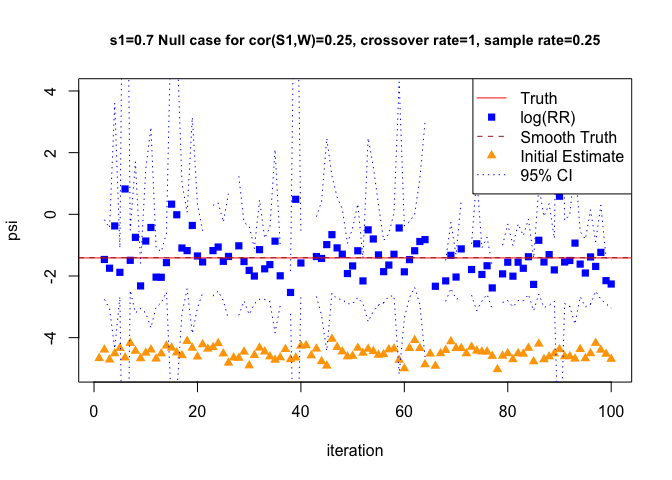 s1=0.7 Null case for cor(S1,W)=0.25, crossover rate=1, sample rate=0.25
Truth
log(RR)
Smooth Truth
Initial Estimate
95% CI
psi
4
2
0
−2
−4
0
20
40
60
80
100
iteration